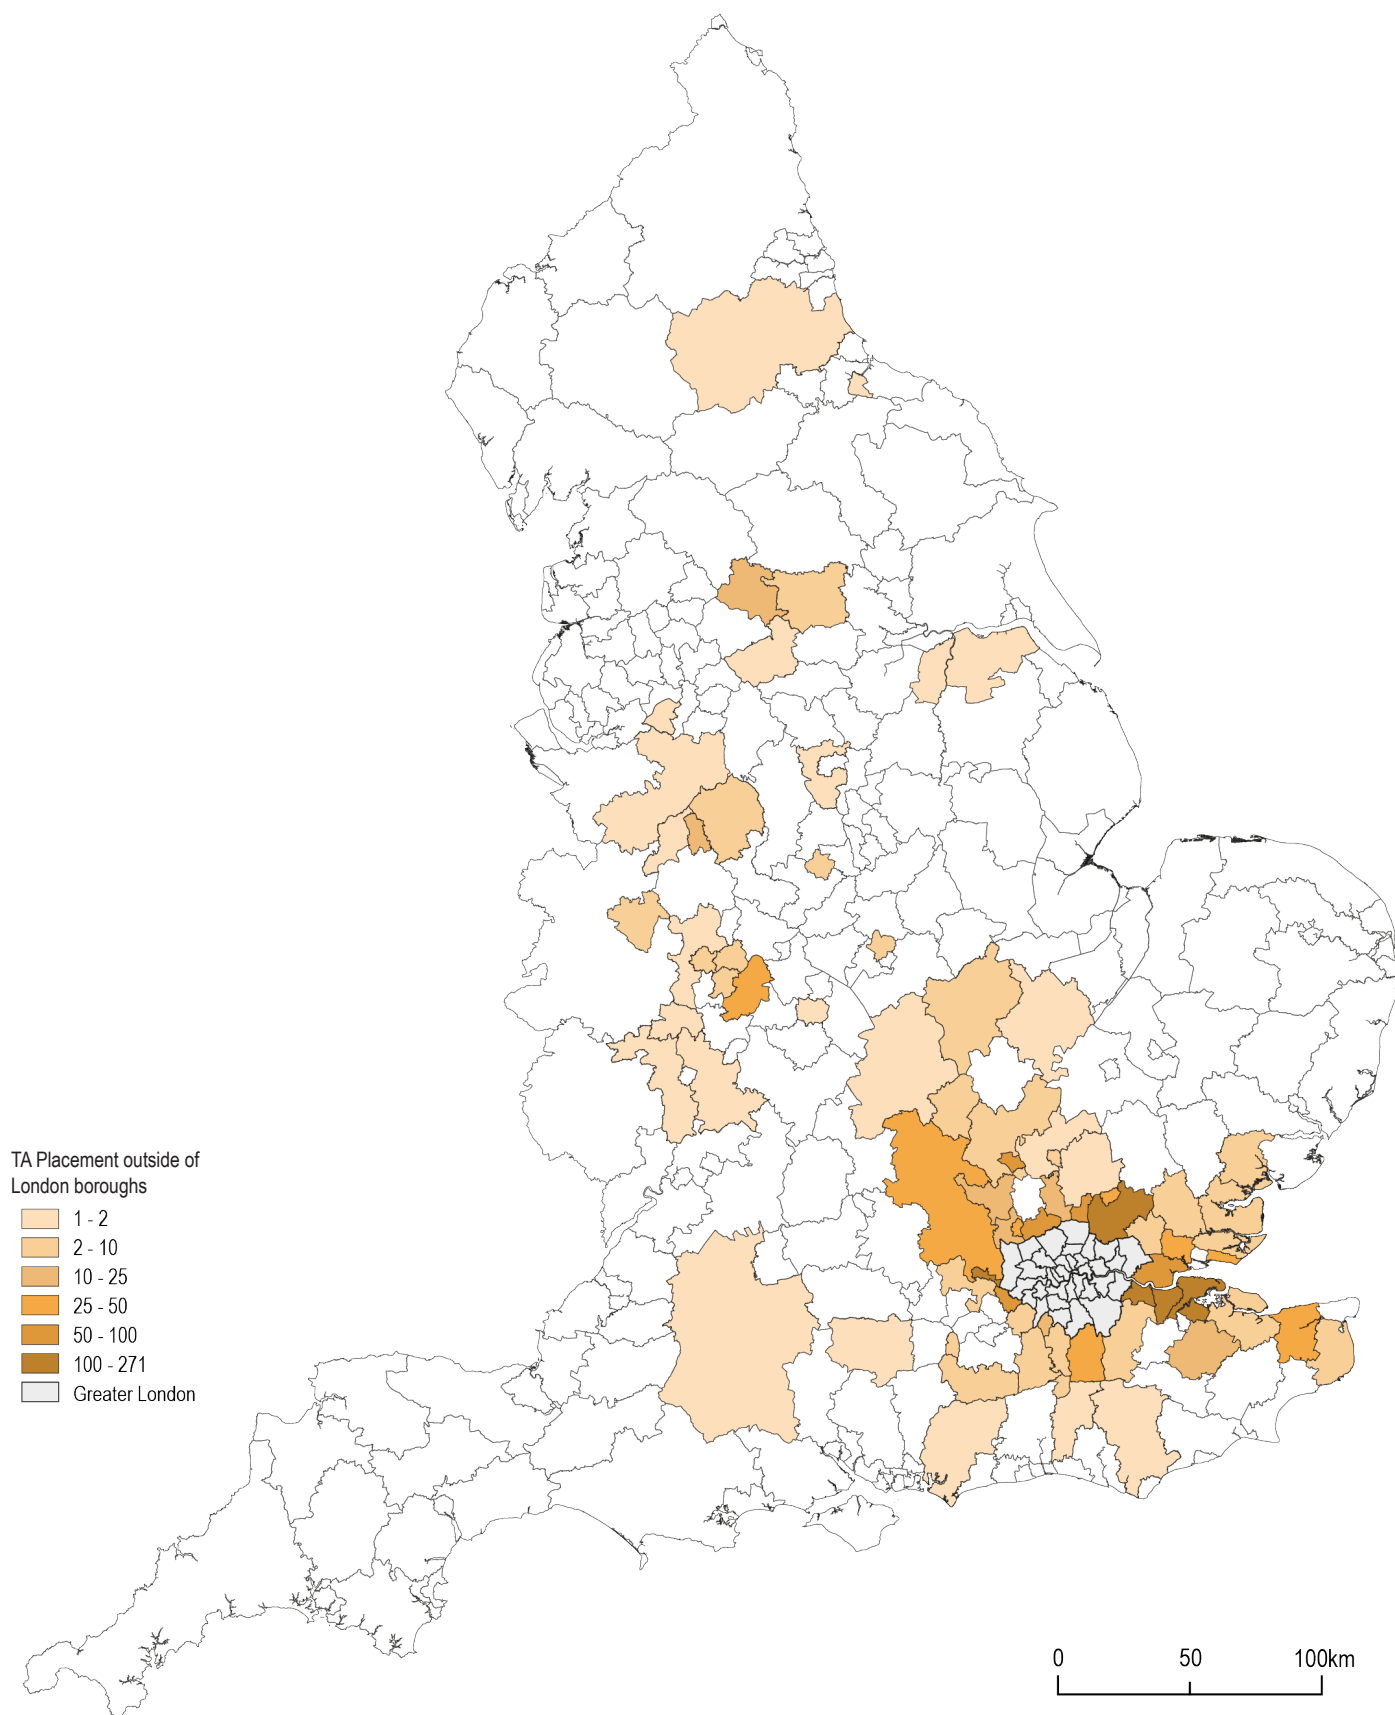 TA Placement outside of
London boroughs
1 - 2
2 - 10
10 - 25
25 - 50
50 - 100
100 - 271
Greater London
0 50 100km